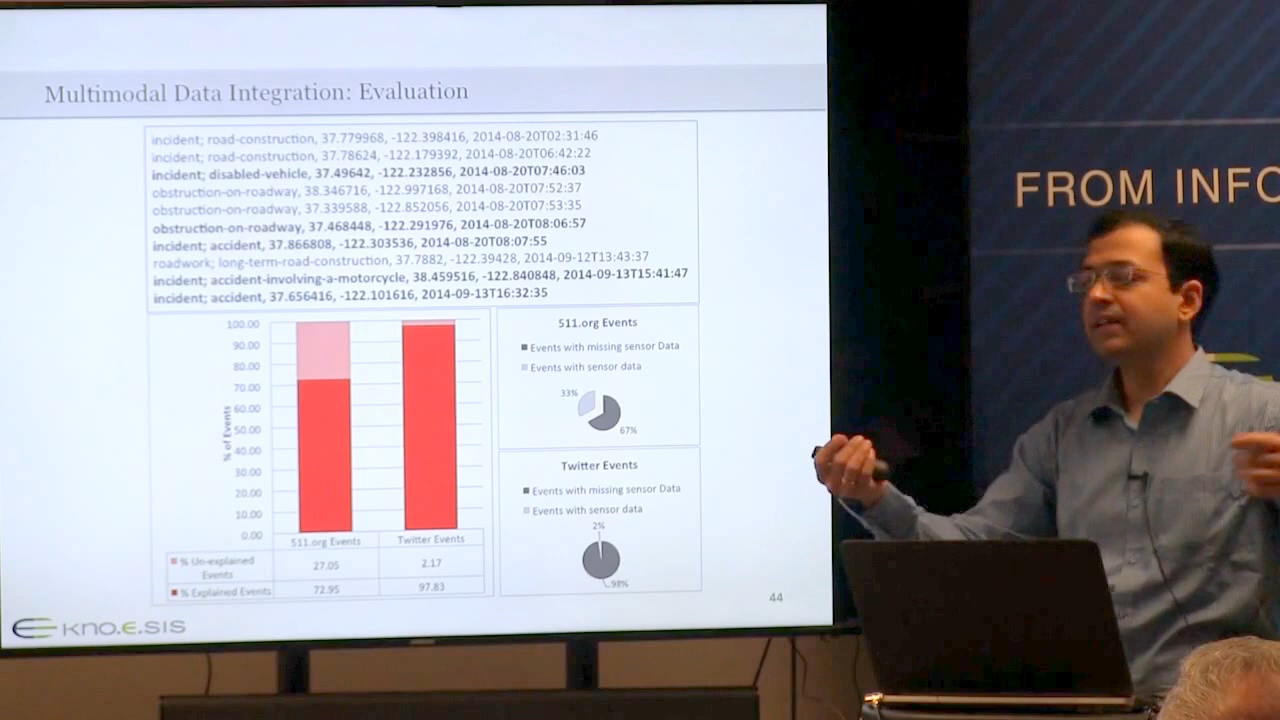 Multimodal Data Integration: Evaluation
incident; road-construction, 37.779968, -122.398416, 2014-08-20T02:31:46
incident; road-construction, 37.78624, -122.179392, 2014-08-20T06:42:22
incident; disabled-vehicle, 37.49642, -122.232856, 2014-08-20T07:46:03
obstruction-on-roadway, 38.346716, -122.997168, 2014-08-20T07:52:37
obstruction-on-roadway, 37.339588, -122.852056, 2014-08-20T07:53:35
obstruction-on-roadway, 37.468448, -122.291976, 2014-08-20T08:06:57
incident; accident, 37.866808, -122.303536, 2014-08-20T08:07:55
roadwork; long-term-road-construction, 37.7882, -122.39428, 2014-09-12T13:43:37
incident; accident-involving-a-motorcycle, 38.459516, -122.840848, 2014-09-13T15:41:47
incident; accident, 37.656416, -122.101616, 2014-09-13T16:32:35
% of Events
100.00
90.00
80.00
70.00
60.00
50.00
40.00
30.00
20.00
10.00
0.00
511.org Events
Twitter Events
% Un-explained
Events
27.05
2.17
% Explained Events
72.95
97.83
511.org Events
Events with missing sensor Data
Events with sensor data
33%
67%
Twitter Events
Events with missing sensor Data
Events with sensor data
2%
98%
44
kno.e.sis
FROM INFO